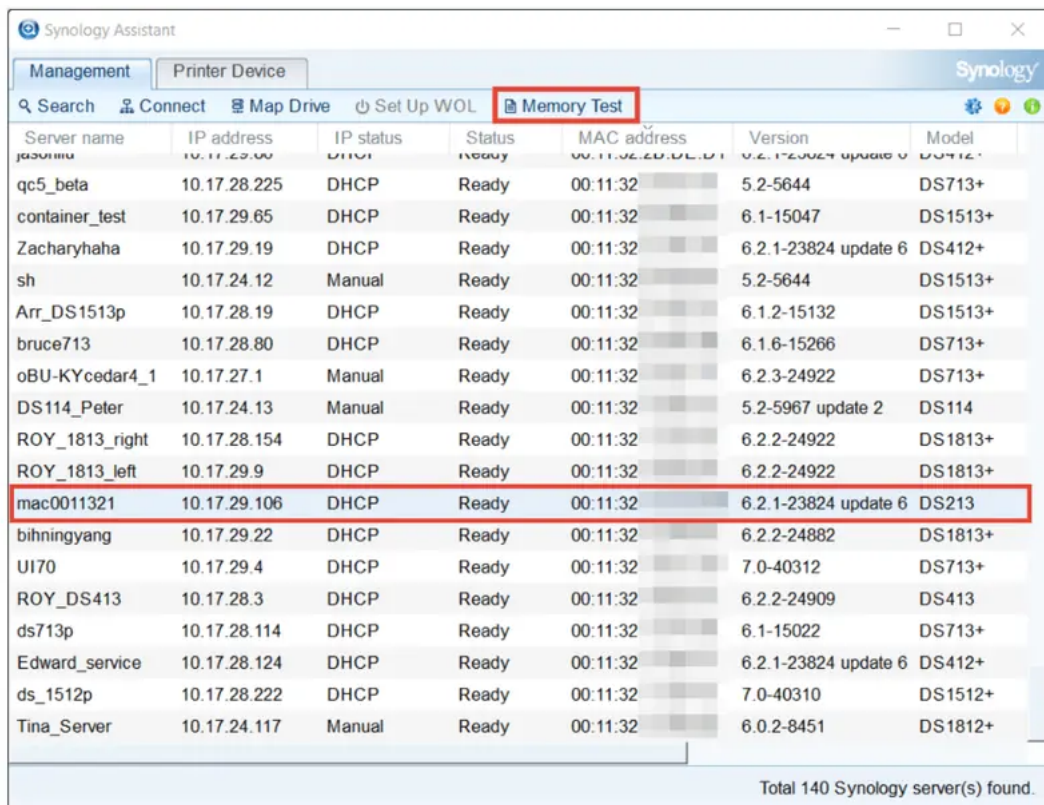 Synology Assistant
Management Printer Device Synology
Search Connect Map Drive Set Up WOL Memory Test
Server name IP address IP status Status MAC address Version Model
qc5_beta 10.17.28.225 DHCP Ready 00:11:32 5.2-5644 DS713+
container_test 10.17.29.65 DHCP Ready 00:11:32 6.1-15047 DS1513+
Zacharyhaha 10.17.29.19 DHCP Ready 00:11:32 6.2.1-23824 update 6 DS412+
sh 10.17.24.12 Manual Ready 00:11:32 5.2-5644 DS1513+
Arr_DS1513p 10.17.28.19 DHCP Ready 00:11:32 6.1.2-15132 DS1513+
bruce713 10.17.28.80 DHCP Ready 00:11:32 6.1.6-15266 DS713+
oBU-KYcedar4_1 10.17.27.1 Manual Ready 00:11:32 6.2.3-24922 DS713+
DS114_Peter 10.17.24.13 Manual Ready 00:11:32 5.2-5967 update 2 DS114
ROY_1813_right 10.17.28.154 DHCP Ready 00:11:32 6.2.2-24922 DS1813+
ROY_1813_left 10.17.29.9 DHCP Ready 00:11:32 6.2.2-24922 DS1813+
mac0011321 10.17.29.106 DHCP Ready 00:11:32 6.2.1-23824 update 6 DS213
bihningyang 10.17.29.22 DHCP Ready 00:11:32 6.2.2-24882 DS1813+
UI70 10.17.29.4 DHCP Ready 00:11:32 7.0-40312 DS713+
ROY_DS413 10.17.28.3 DHCP Ready 00:11:32 6.2.2-24909 DS413
ds713p 10.17.28.114 DHCP Ready 00:11:32 6.1-15022 DS713+
Edward_service 10.17.28.124 DHCP Ready 00:11:32 6.2.1-23824 update 6 DS412+
ds_1512p 10.17.28.222 DHCP Ready 00:11:32 7.0-40310 DS1512+
Tina_Server 10.17.24.117 Manual Ready 00:11:32 6.0.2-8451 DS1812+
Total 140 Synology server(s) found.